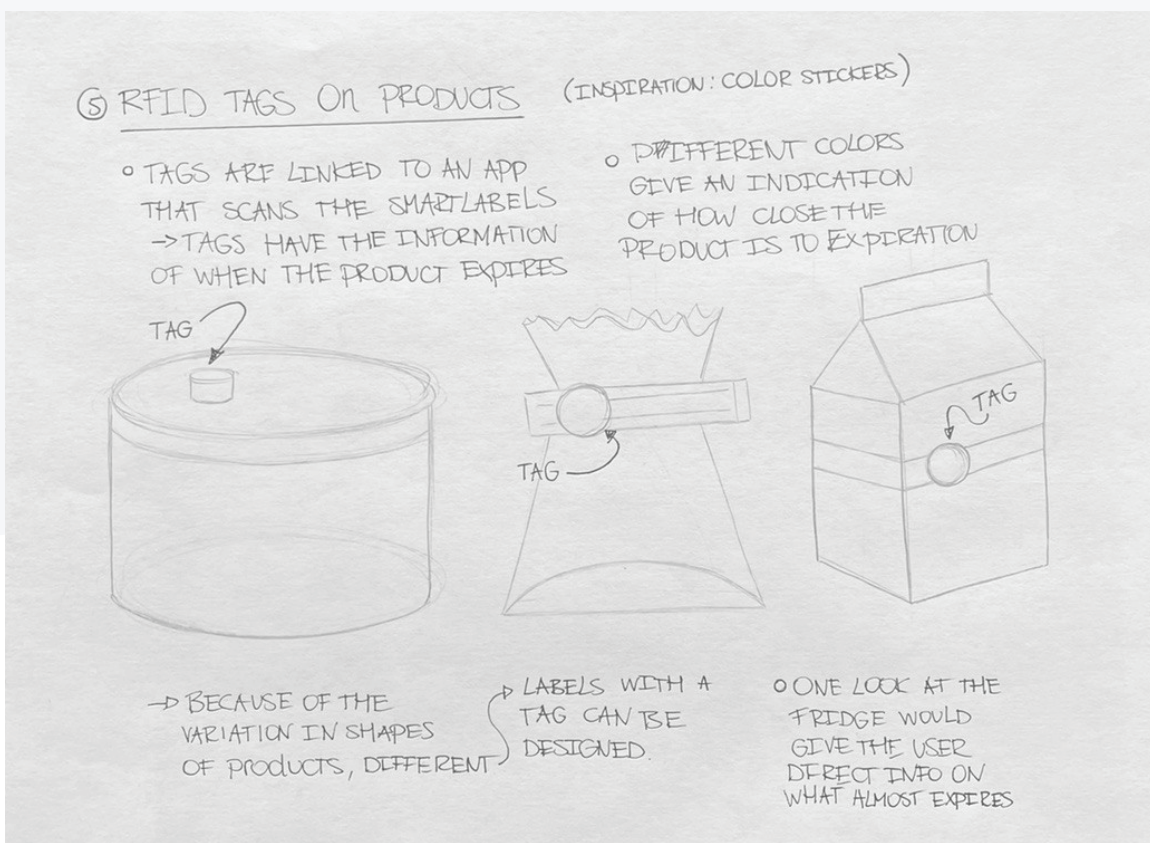 ⑤ RFID TAGS ON PRODUCTS (INSPIRATION: COLOR STICKERS)
○ TAGS ARE LINKED TO AN APP
THAT SCANS THE SMARTLABELS
→ TAGS HAVE THE INFORMATION
OF WHEN THE PRODUCT EXPIRES
○ DIFFERENT COLORS
GIVE AN INDICATION
OF HOW CLOSE THE
PRODUCT IS TO EXPIRATION
TAG
TAG
TAG
→ BECAUSE OF THE
VARIATION IN SHAPES
OF PRODUCTS, DIFFERENT
LABELS WITH A
TAG CAN BE
DESIGNED.
○ ONE LOOK AT THE
FRIDGE WOULD
GIVE THE USER
DIRECT INFO ON
WHAT ALMOST EXPIRES